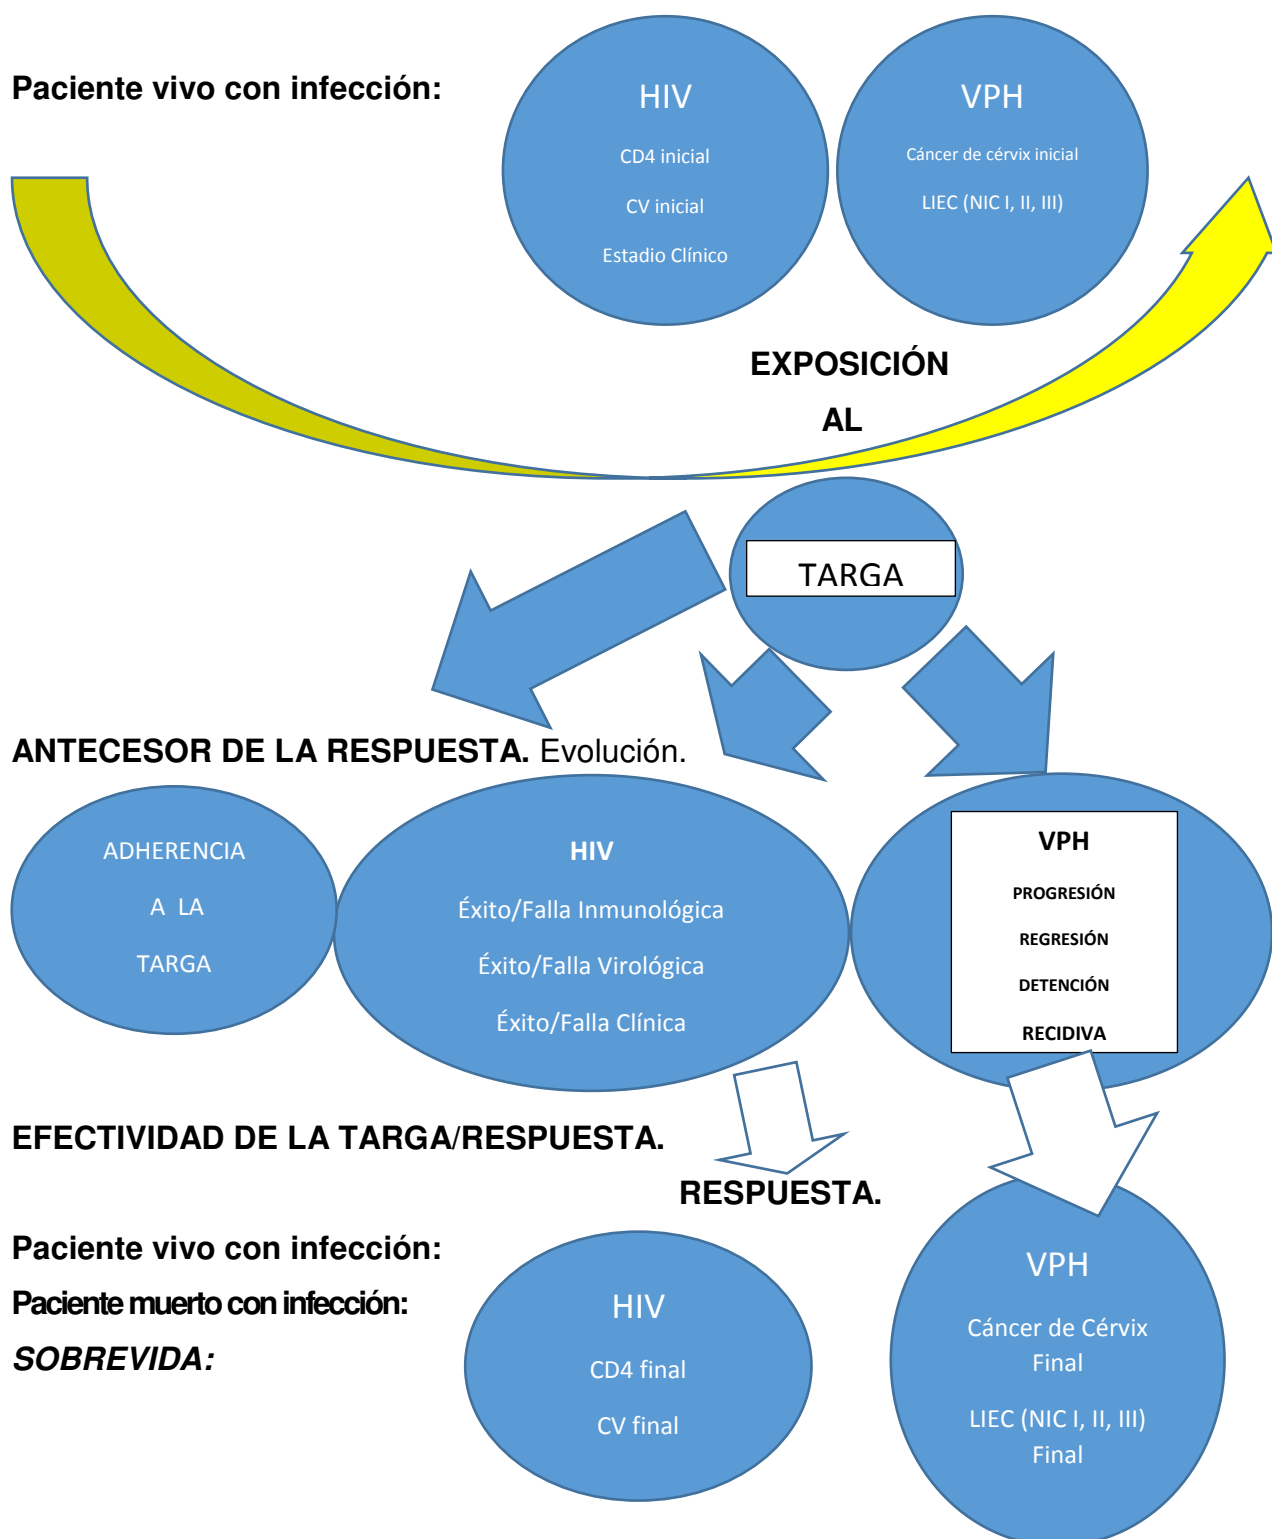 Paciente vivo con infección:
HIV
CD4 inicial
CV inicial
Estadio Clínico
VPH
Cáncer de cérvix inicial
LIEC (NIC I, II, III)
EXPOSICIÓN
AL
TARGA
ANTECESOR DE LA RESPUESTA. Evolución.
ADHERENCIA
A LA
TARGA
HIV
Éxito/Falla Inmunológica
Éxito/Falla Virológica
Éxito/Falla Clínica
VPH
PROGRESIÓN
REGRESIÓN
DETENCIÓN
RECIDIVA
EFECTIVIDAD DE LA TARGA/RESPUESTA.
RESPUESTA.
Paciente vivo con infección:
Paciente muerto con infección:
SOBREVIDA:
HIV
CD4 final
CV final
VPH
Cáncer de Cérvix
Final
LIEC (NIC I, II, III)
Final